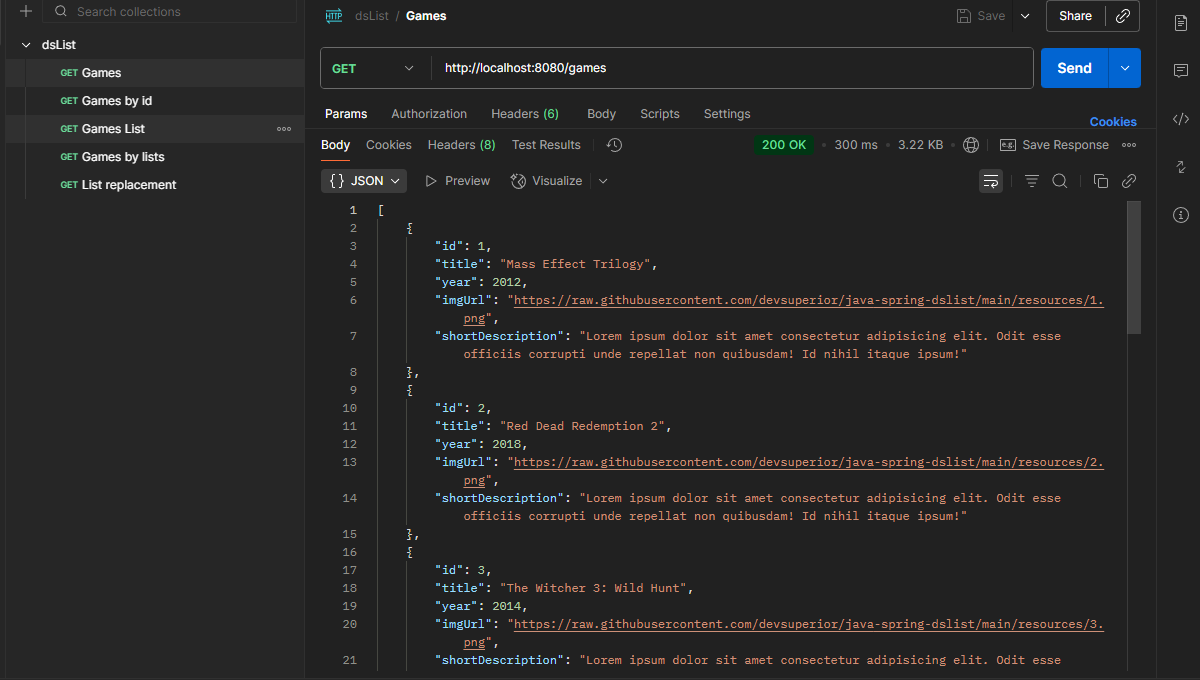 Search collections
dsList
GET Games
GET Games by id
GET Games List
GET Games by lists
GET List replacement
HTTP dsList / Games
Save
Share
GET http://localhost:8080/games
Send
Params Authorization Headers (6) Body Scripts Settings
Cookies
Body Cookies Headers (8) Test Results
200 OK • 300 ms • 3.22 KB • e.g. Save Response
{} JSON Preview Visualize
1 [
2 {
3 "id": 1,
4 "title": "Mass Effect Trilogy",
5 "year": 2012,
6 "imgUrl": "https://raw.githubusercontent.com/devsuperior/java-spring-dslist/main/resources/1.
png",
7 "shortDescription": "Lorem ipsum dolor sit amet consectetur adipisicing elit. Odit esse
officiis corrupti unde repellat non quibusdam! Id nihil itaque ipsum!"
8 },
9 {
10 "id": 2,
11 "title": "Red Dead Redemption 2",
12 "year": 2018,
13 "imgUrl": "https://raw.githubusercontent.com/devsuperior/java-spring-dslist/main/resources/2.
png",
14 "shortDescription": "Lorem ipsum dolor sit amet consectetur adipisicing elit. Odit esse
officiis corrupti unde repellat non quibusdam! Id nihil itaque ipsum!"
15 },
16 {
17 "id": 3,
18 "title": "The Witcher 3: Wild Hunt",
19 "year": 2014,
20 "imgUrl": "https://raw.githubusercontent.com/devsuperior/java-spring-dslist/main/resources/3.
png",
21 "shortDescription": "Lorem ipsum dolor sit amet consectetur adipisicing elit. Odit esse